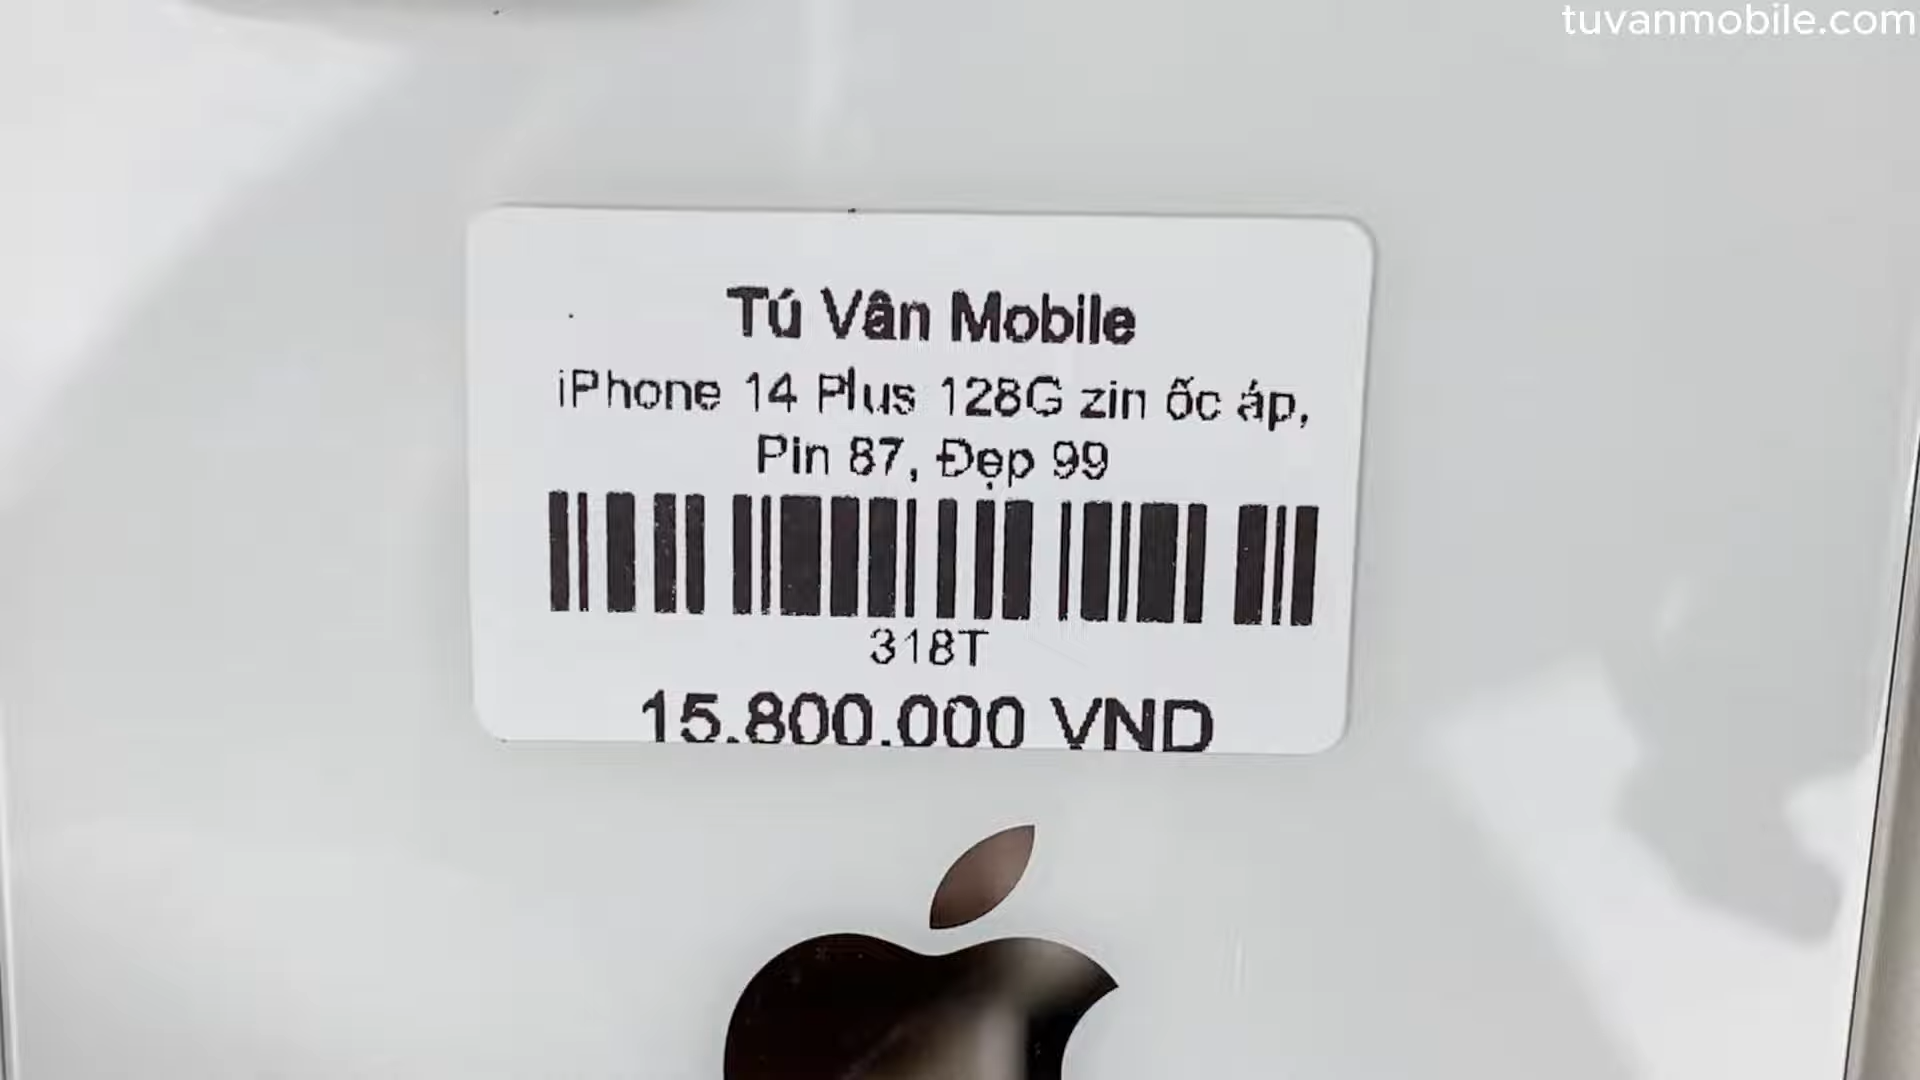 tuvanmobile.com
Tú Vân Mobile
iPhone 14 Plus 128G zin ốc áp,
Pin 87, Đẹp 99
318T
15.800.000 VND